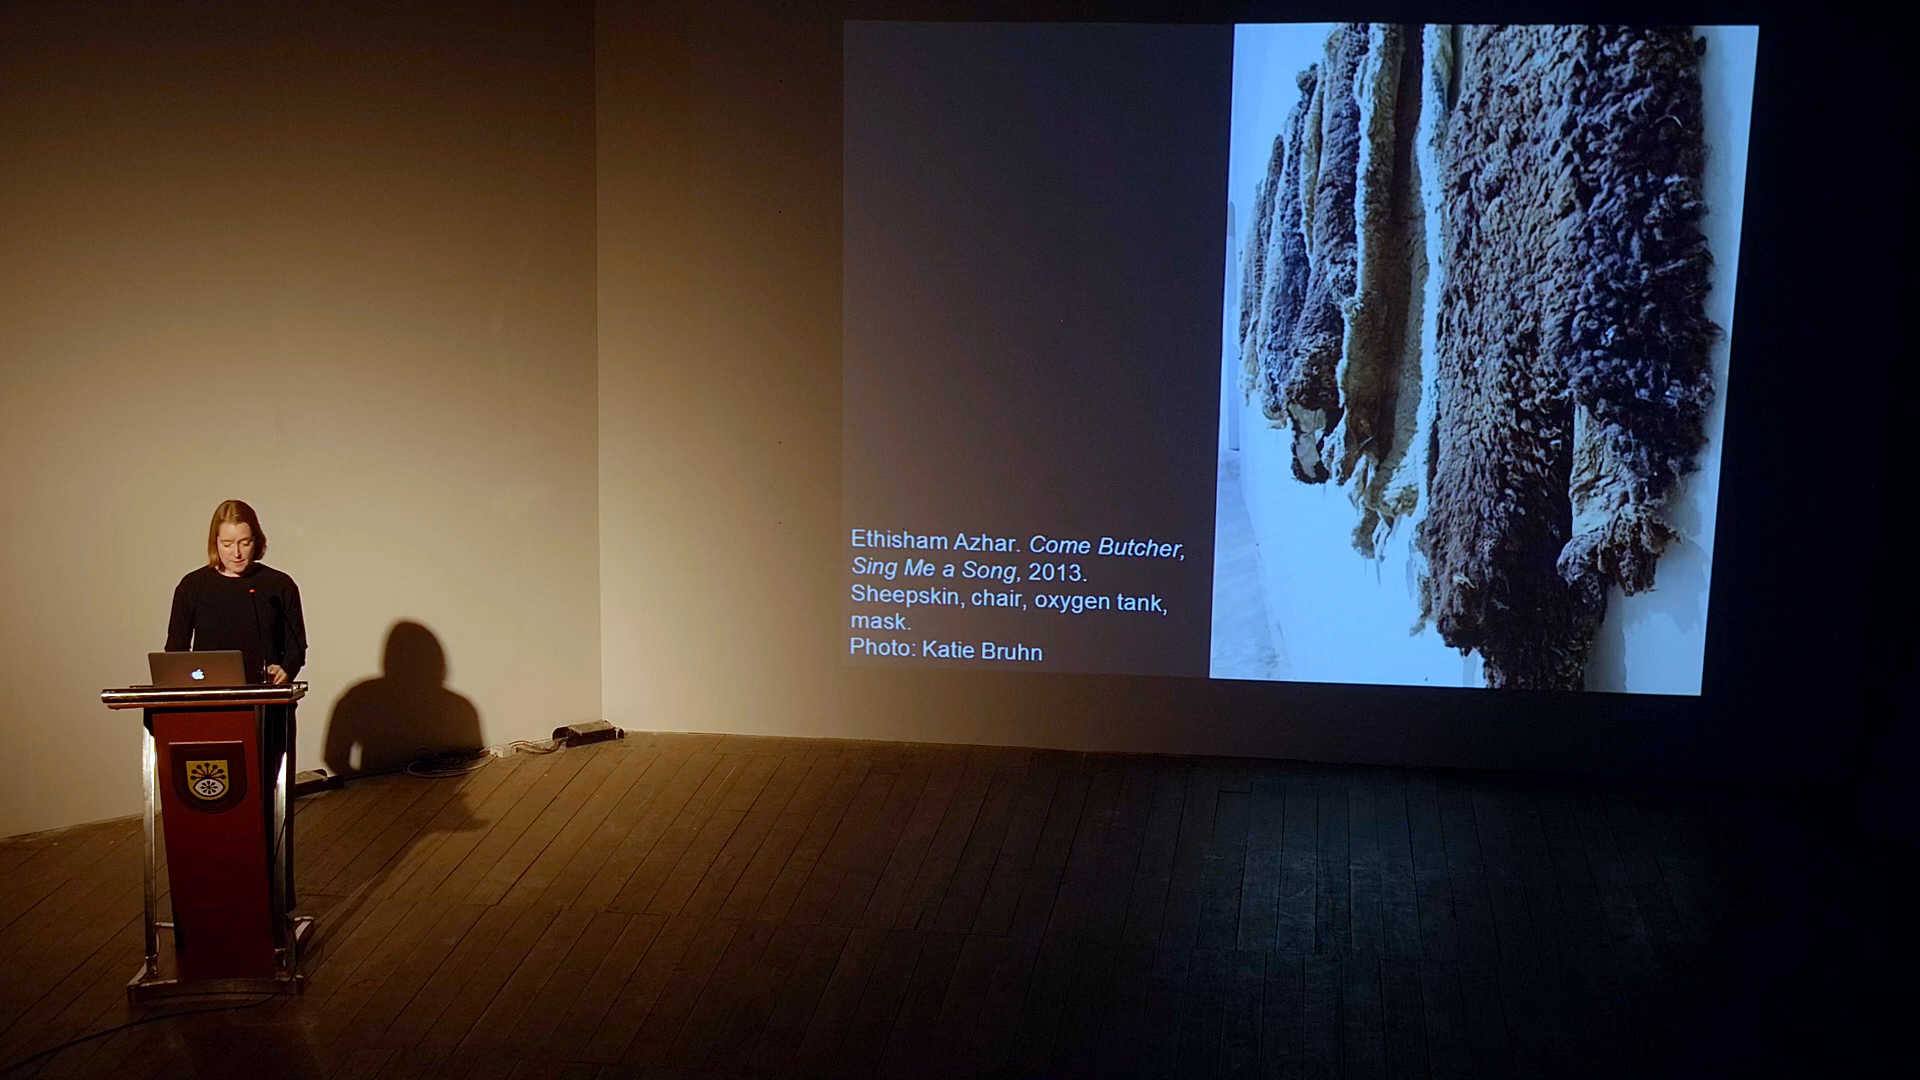 Ethisham Azhar. Come Butcher,
Sing Me a Song, 2013.
Sheepskin, chair, oxygen tank,
mask.
Photo: Katie Bruhn